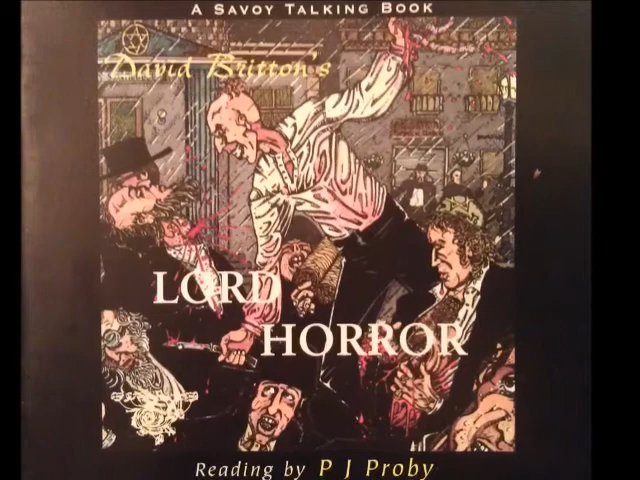 A SAVOY TALKING BOOK
David Britton's
LORD
HORROR
Reading by P J Proby